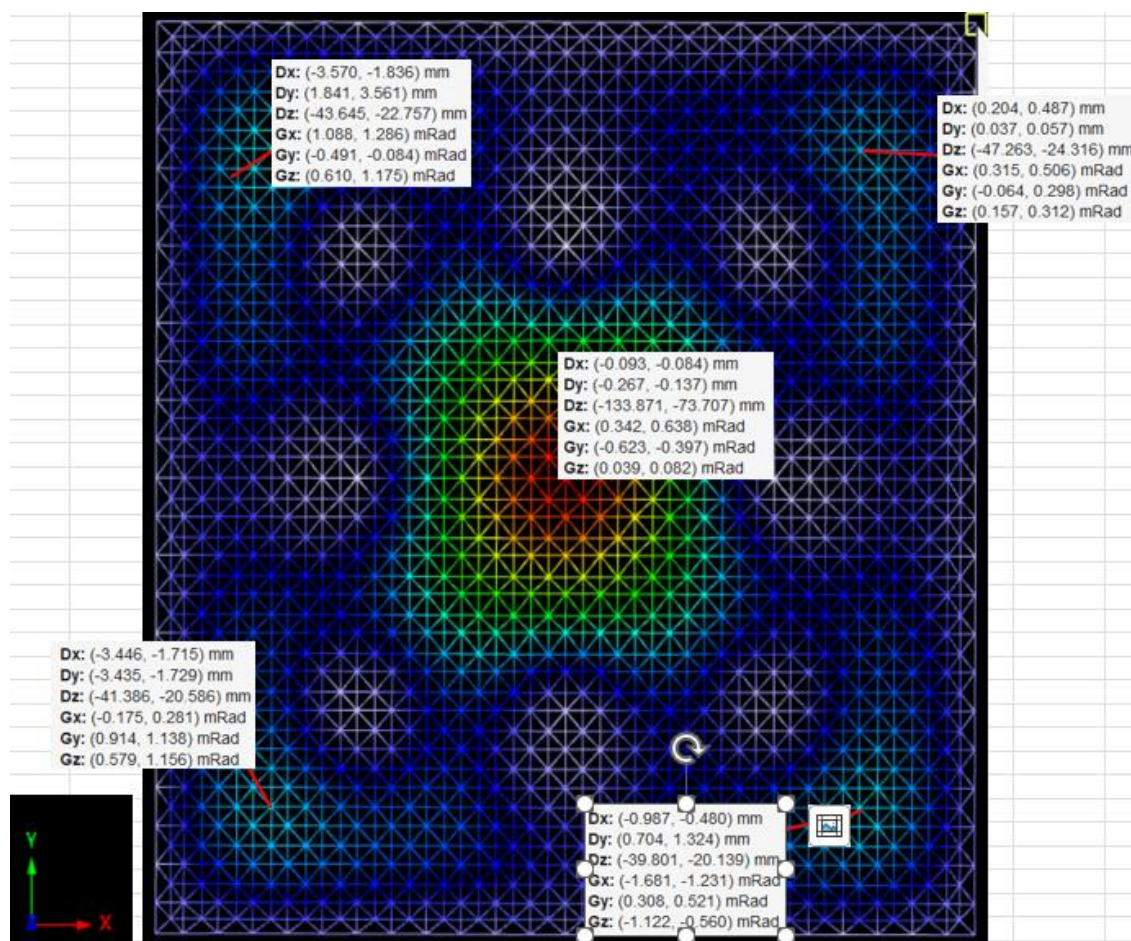 Dx: (-3.570, -1.836) mm
Dy: (1.841, 3.561) mm
Dz: (-43.645, -22.757) mm
Gx: (1.088, 1.286) mRad
Gy: (-0.491, -0.084) mRad
Gz: (0.610, 1.175) mRad
Dx: (0.204, 0.487) mm
Dy: (0.037, 0.057) mm
Dz: (-47.263, -24.316) mm
Gx: (0.315, 0.506) mRad
Gy: (-0.064, 0.298) mRad
Gz: (0.157, 0.312) mRad
Dx: (-0.093, -0.084) mm
Dy: (-0.267, -0.137) mm
Dz: (-133.871, -73.707) mm
Gx: (0.342, 0.638) mRad
Gy: (-0.623, -0.397) mRad
Gz: (0.039, 0.082) mRad
Dx: (-3.446, -1.715) mm
Dy: (-3.435, -1.729) mm
Dz: (-41.386, -20.586) mm
Gx: (-0.175, 0.281) mRad
Gy: (0.914, 1.138) mRad
Gz: (0.579, 1.156) mRad
Dx: (-0.987, -0.480) mm
Dy: (0.704, 1.324) mm
Dz: (-39.801, -20.139) mm
Gx: (-1.681, -1.231) mRad
Gy: (0.308, 0.521) mRad
Gz: (-1.122, -0.560) mRad
Y
X